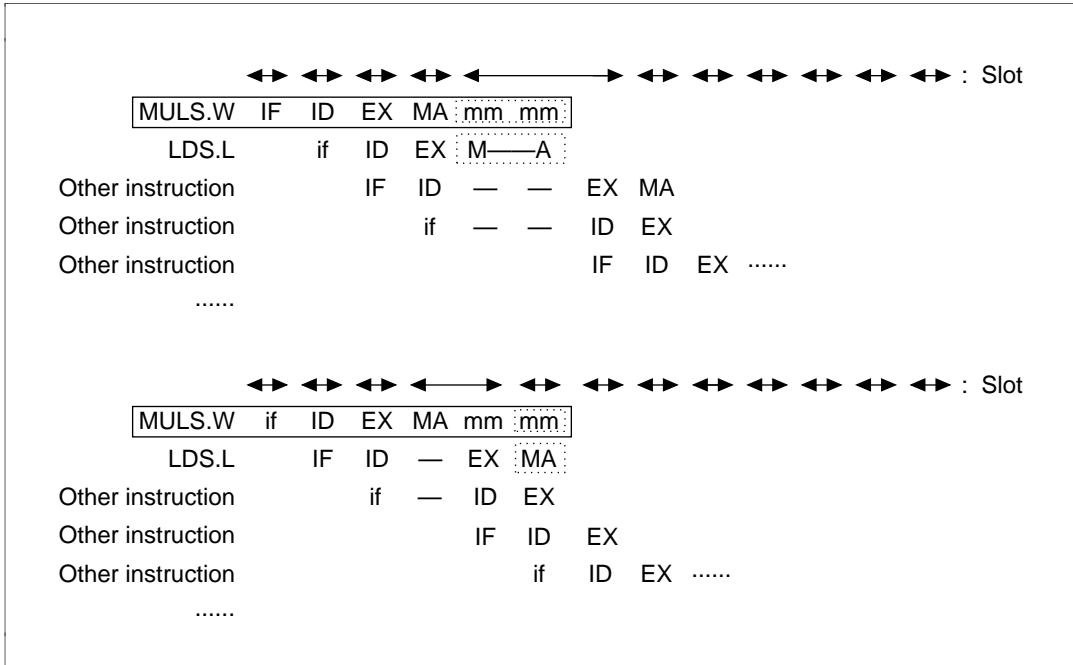 : Slot
MULS.W IF ID EX MA mm mm
LDS.L if ID EX M——A
Other instruction IF ID — — EX MA
Other instruction if — — ID EX
Other instruction IF ID EX ······
······
: Slot
MULS.W if ID EX MA mm mm
LDS.L IF ID — EX MA
Other instruction if — ID EX
Other instruction IF ID EX
Other instruction if ID EX ······
······